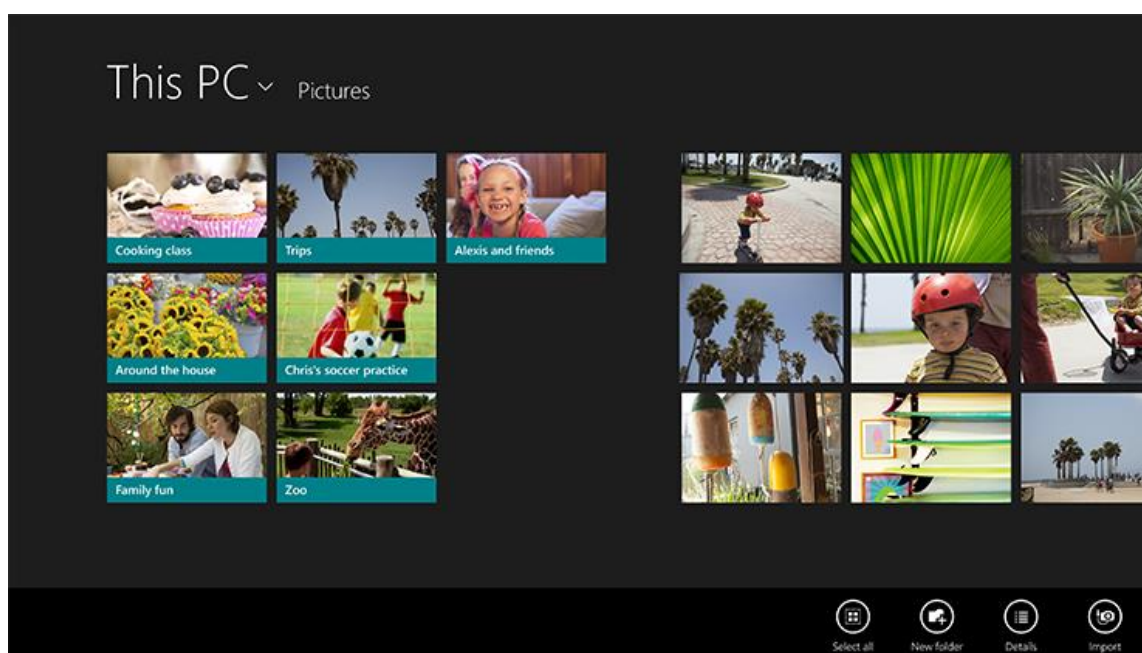 This PC Pictures
Cooking class
Trips
Alexis and friends
Around the house
Chris's soccer practice
Family fun
Zoo
Select all
New folder
Details
Import